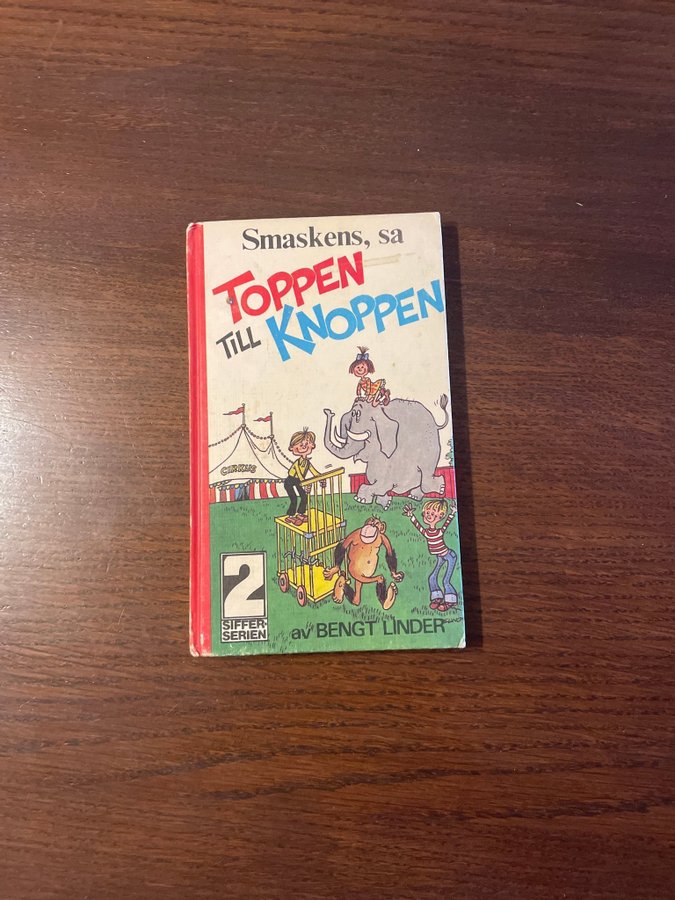 Smaskens, sa
TOPPEN
TILL KNOPPEN
CIRKUS
2
SIFFER-
SERIEN
av BENGT LINDER